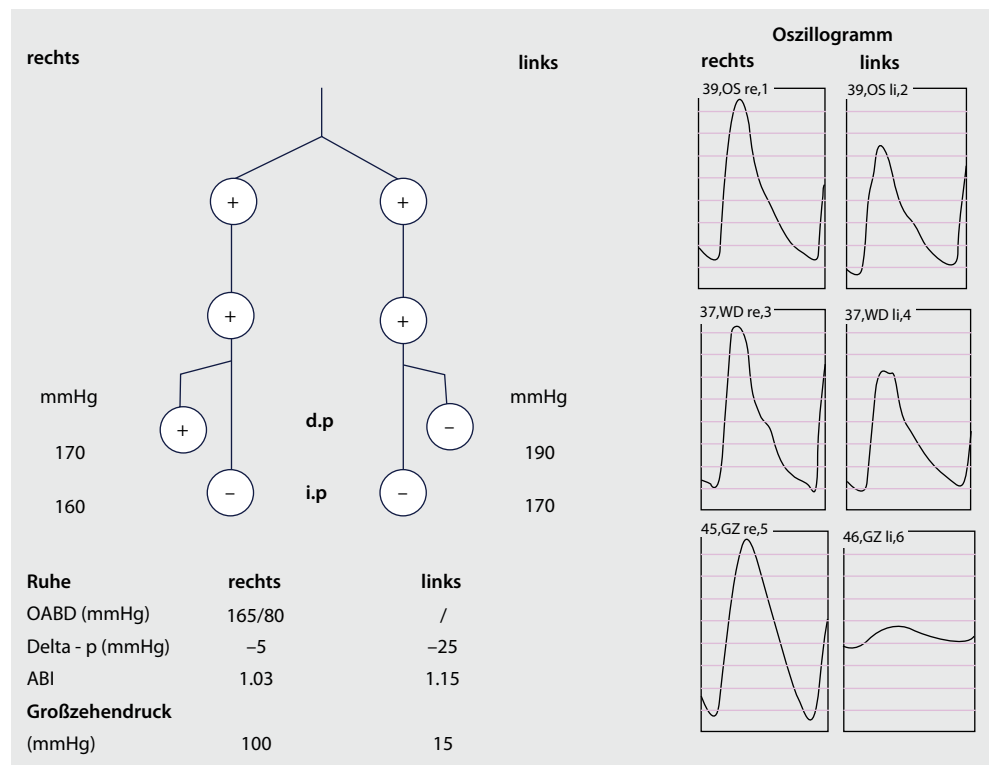 rechts
links
+ +
+ +
mmHg
mmHg
+
d.p
–
170
190
–
i.p
–
160
170
Ruhe rechts links
OABD (mmHg) 165/80 /
Delta - p (mmHg) –5 –25
ABI 1.03 1.15
Großzehendruck
(mmHg) 100 15
Oszillogramm
rechts links
39,OS re,1 39,OS li,2
37,WD re,3 37,WD li,4
45,GZ re,5 46,GZ li,6